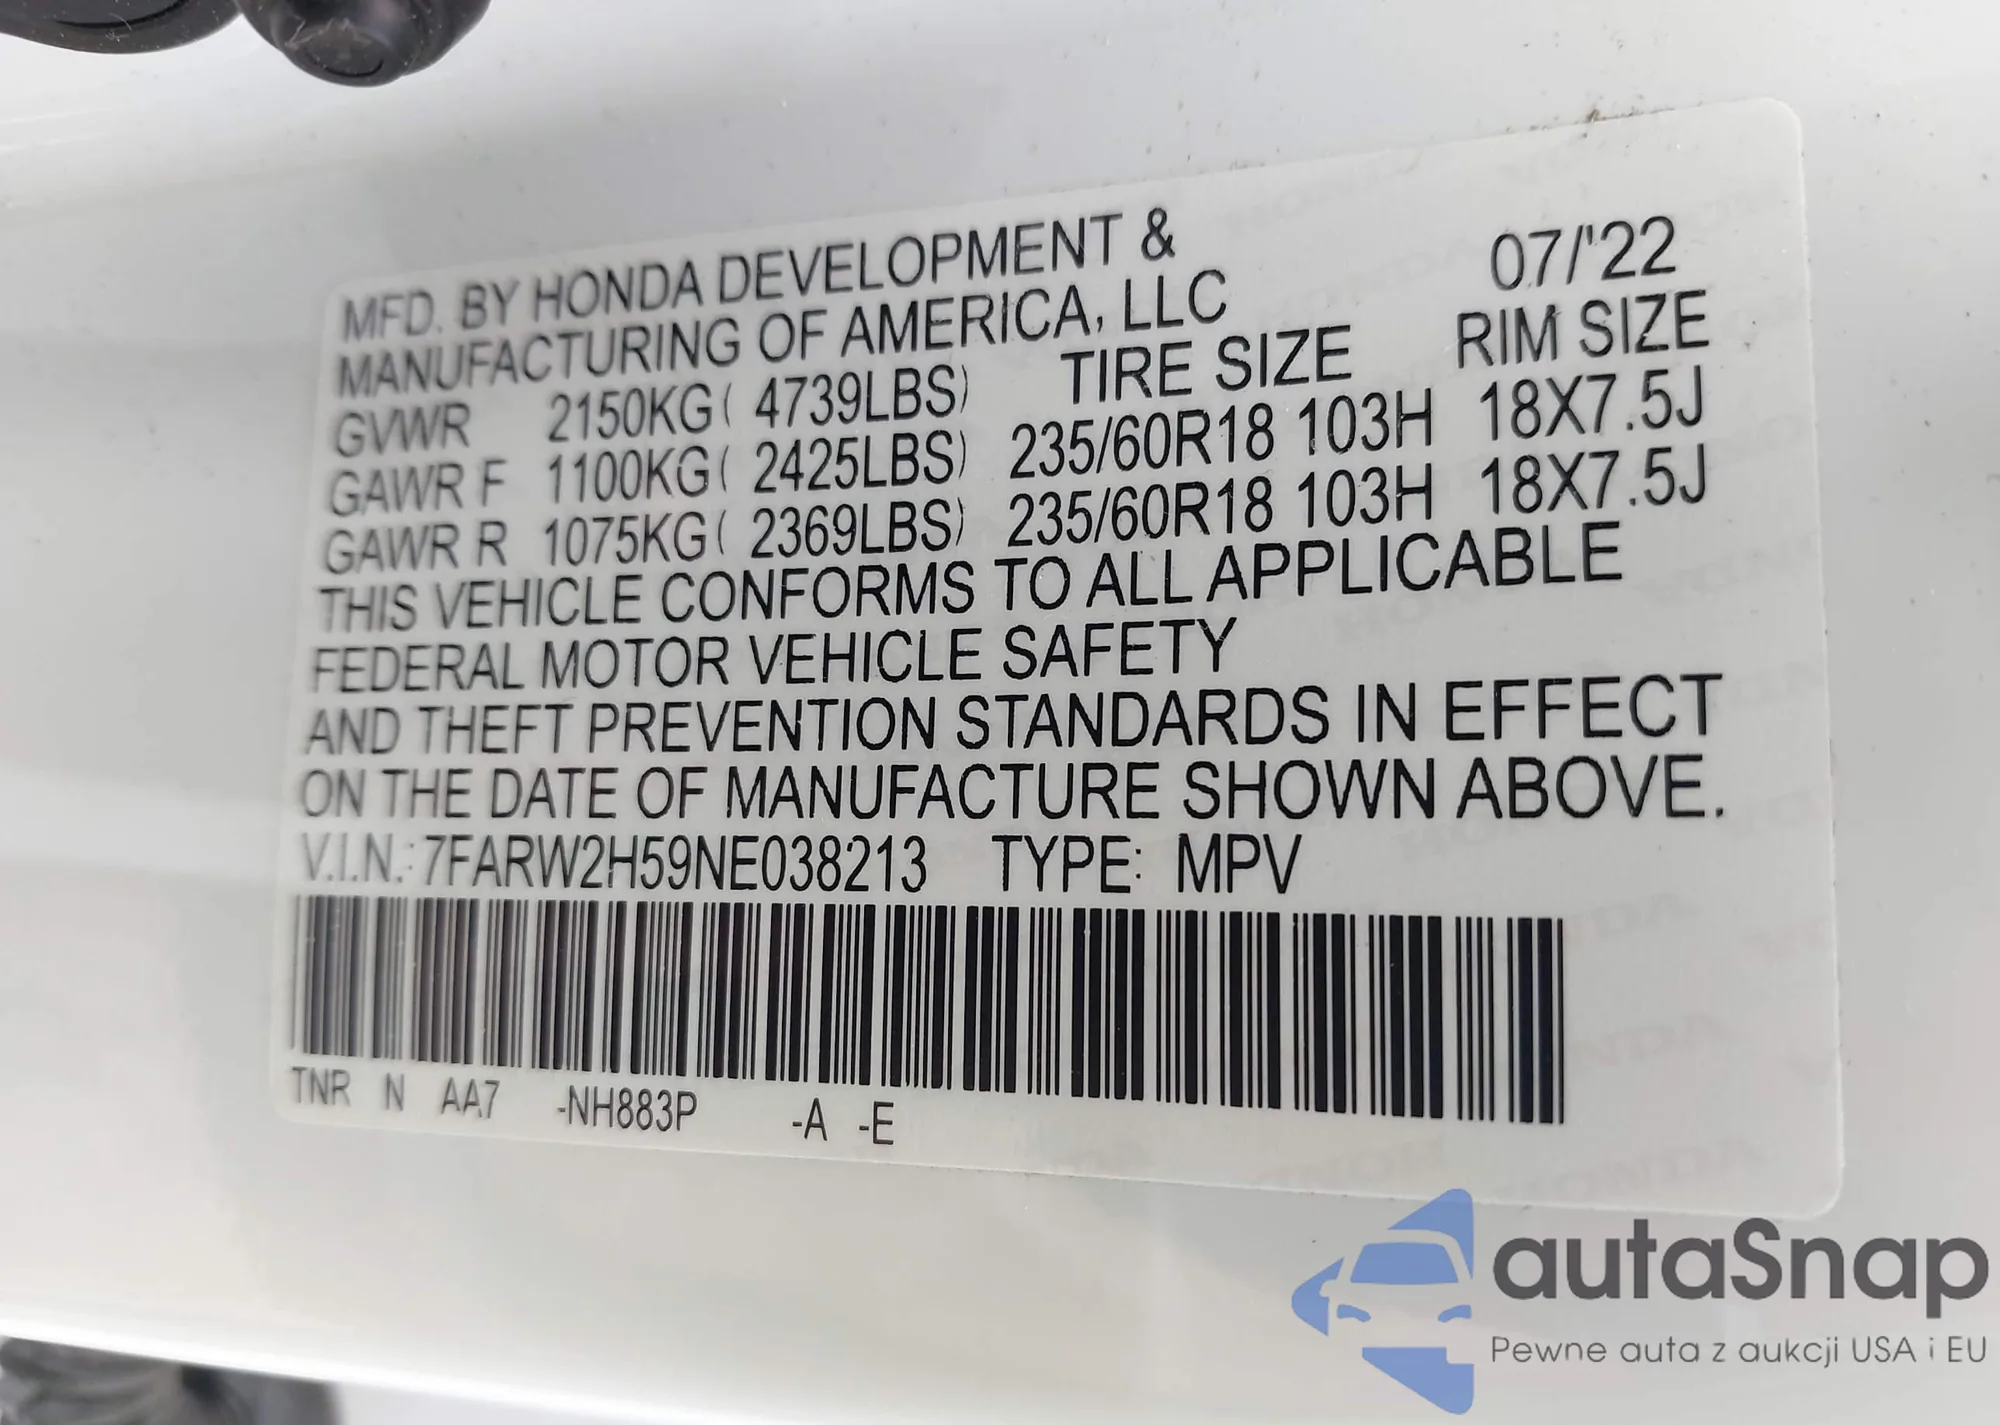 MFD. BY HONDA DEVELOPMENT & 07/'22
MANUFACTURING OF AMERICA, LLC
TIRE SIZE RIM SIZE
GVWR 2150KG( 4739LBS)
GAWR F 1100KG( 2425LBS) 235/60R18 103H 18X7.5J
GAWR R 1075KG( 2369LBS) 235/60R18 103H 18X7.5J
THIS VEHICLE CONFORMS TO ALL APPLICABLE
FEDERAL MOTOR VEHICLE SAFETY
AND THEFT PREVENTION STANDARDS IN EFFECT
ON THE DATE OF MANUFACTURE SHOWN ABOVE.
V.I.N.: 7FARW2H59NE038213 TYPE: MPV
TNR N AA7 -NH883P -A -E
autaSnap
Pewne auta z aukcji USA i EU